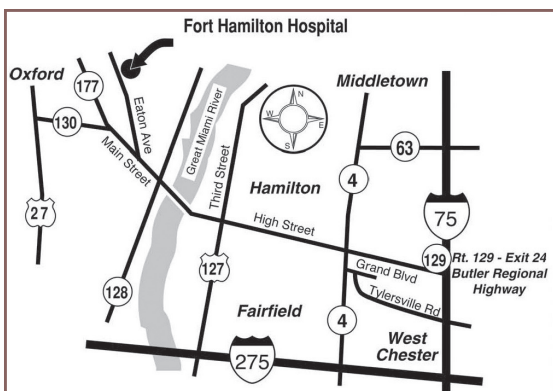 Fort Hamilton Hospital
Oxford
177
Eaton Ave
130
Main Street
Great Miami River
Third Street
N
W
E
S
Middletown
63
4
Hamilton
75
27
High Street
129
Rt. 129 - Exit 24
Butler Regional
Highway
Grand Blvd
Tylersville Rd
127
128
Fairfield
4
West
Chester
275